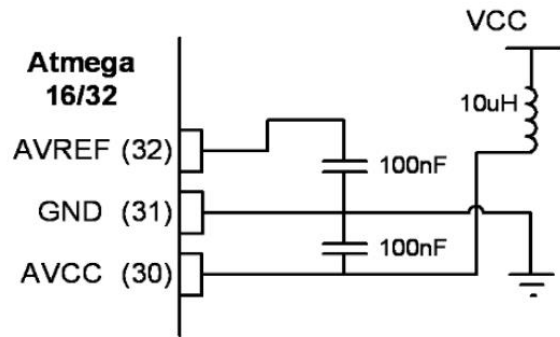 VCC
Atmega
16/32
10uH
AVREF (32)
100nF
GND (31)
100nF
AVCC (30)